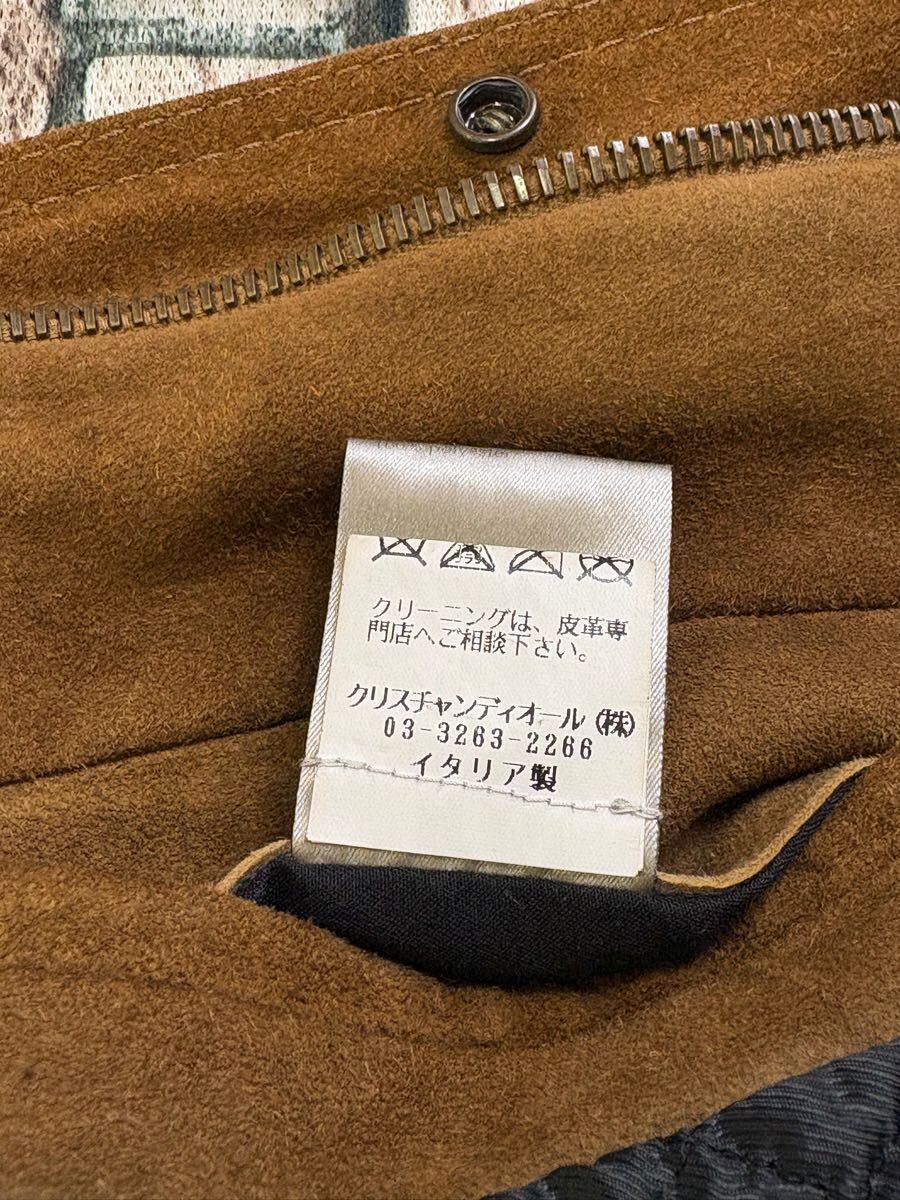 クリーニングは、皮革専
門店へご相談下さい。
クリスチャンディオール(株)
03-3263-2266
イタリア製